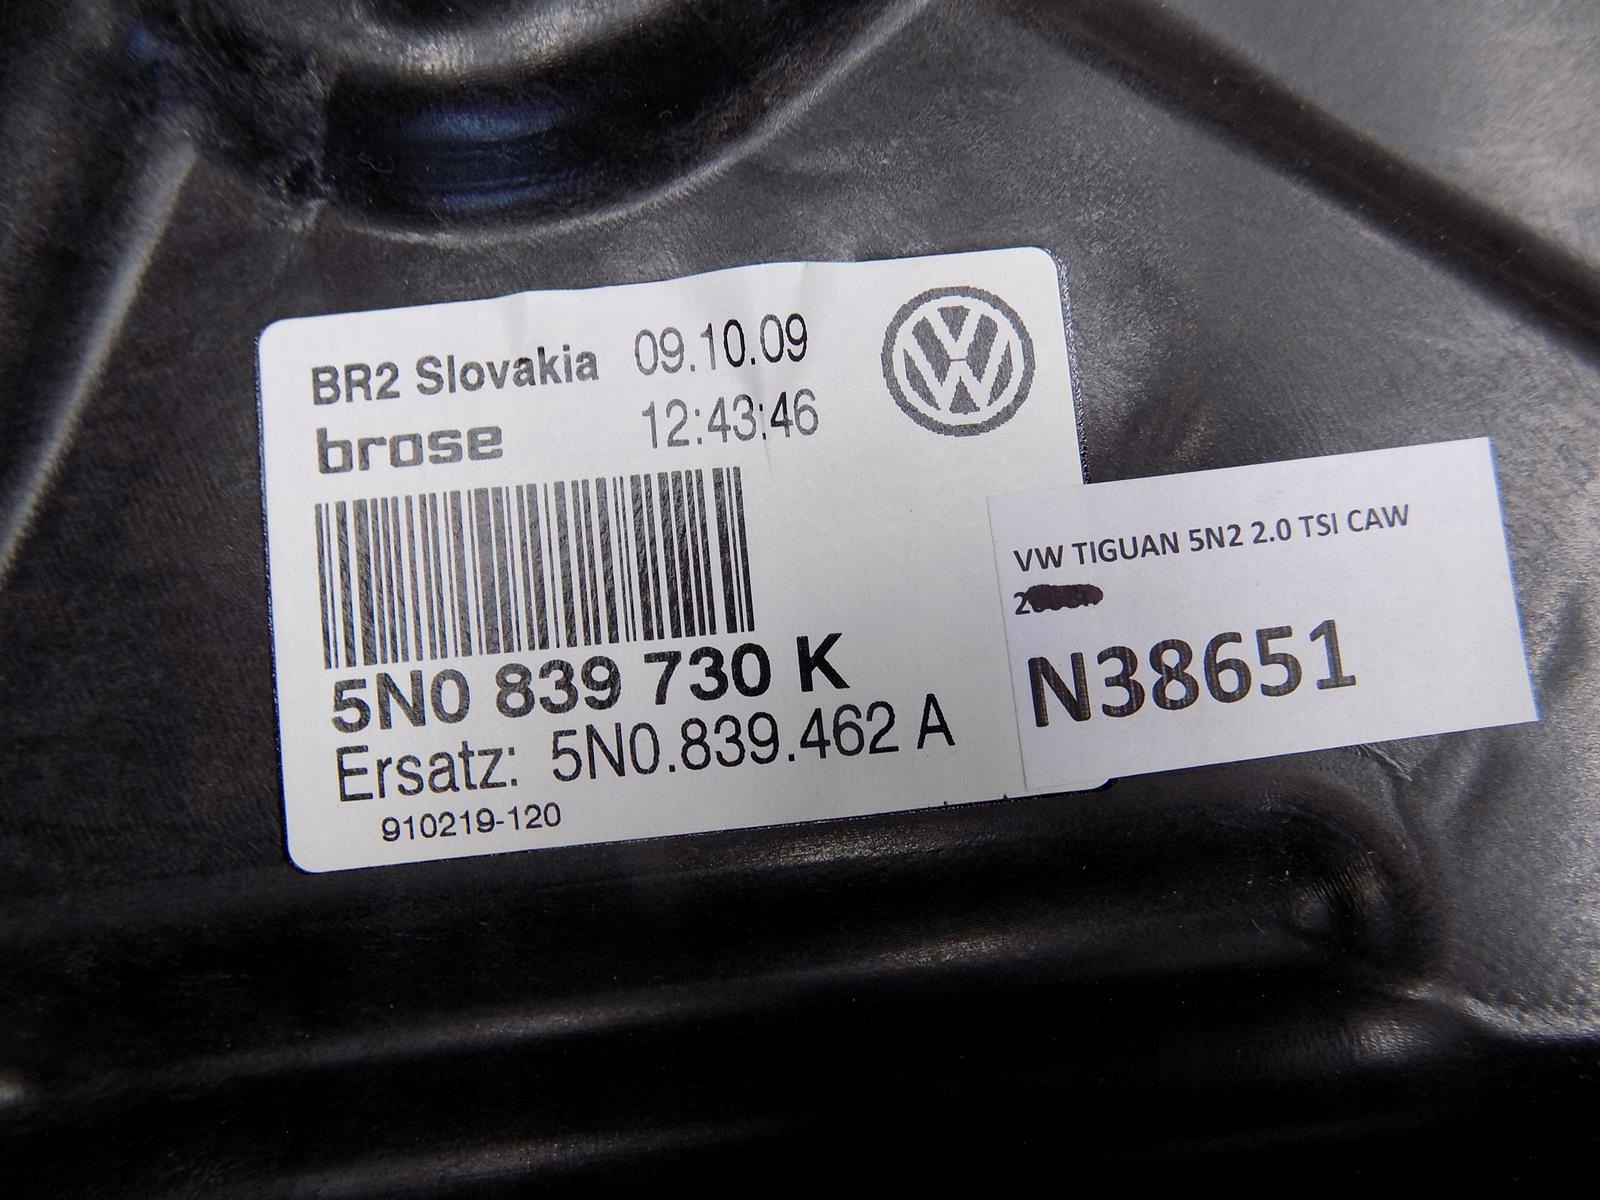 BR2 Slovakia 09.10.09
brose 12:43:46
5N0 839 730 K
Ersatz: 5N0.839.462 A
910219-120
VW TIGUAN 5N2 2.0 TSI CAW
N38651